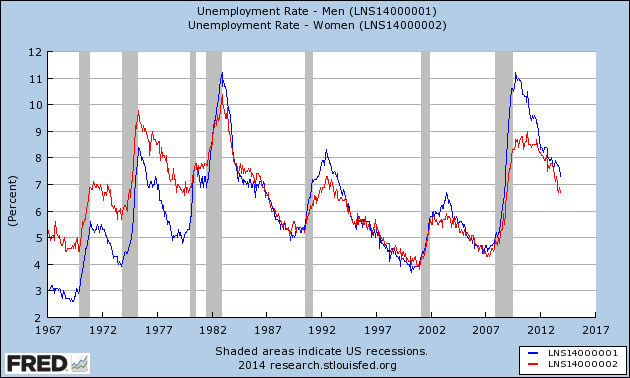 Unemployment Rate - Men (LNS14000001)
Unemployment Rate - Women (LNS14000002)
12
11
10
9
8
7
6
5
4
3
2
(Percent)
1967 1972 1977 1982 1987 1992 1997 2002 2007 2012 2017
Shaded areas indicate US recessions.
2014 research.stlouisfed.org
FRED
LNS14000001
LNS14000002